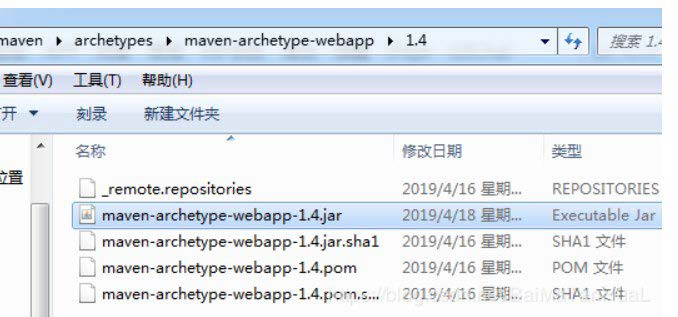 maven ▸ archetypes ▸ maven-archetype-webapp ▸ 1.4 搜索 1.4
查看(V) 工具(T) 帮助(H)
打开 刻录 新建文件夹
名称 修改日期 类型
位置
_remote.repositories 2019/4/16 星期... REPOSITORIES
maven-archetype-webapp-1.4.jar 2019/4/18 星期... Executable Jar
maven-archetype-webapp-1.4.jar.sha1 2019/4/16 星期... SHA1 文件
maven-archetype-webapp-1.4.pom 2019/4/16 星期... POM 文件
maven-archetype-webapp-1.4.pom.s... 2019/4/16 星期... SHA1 文件